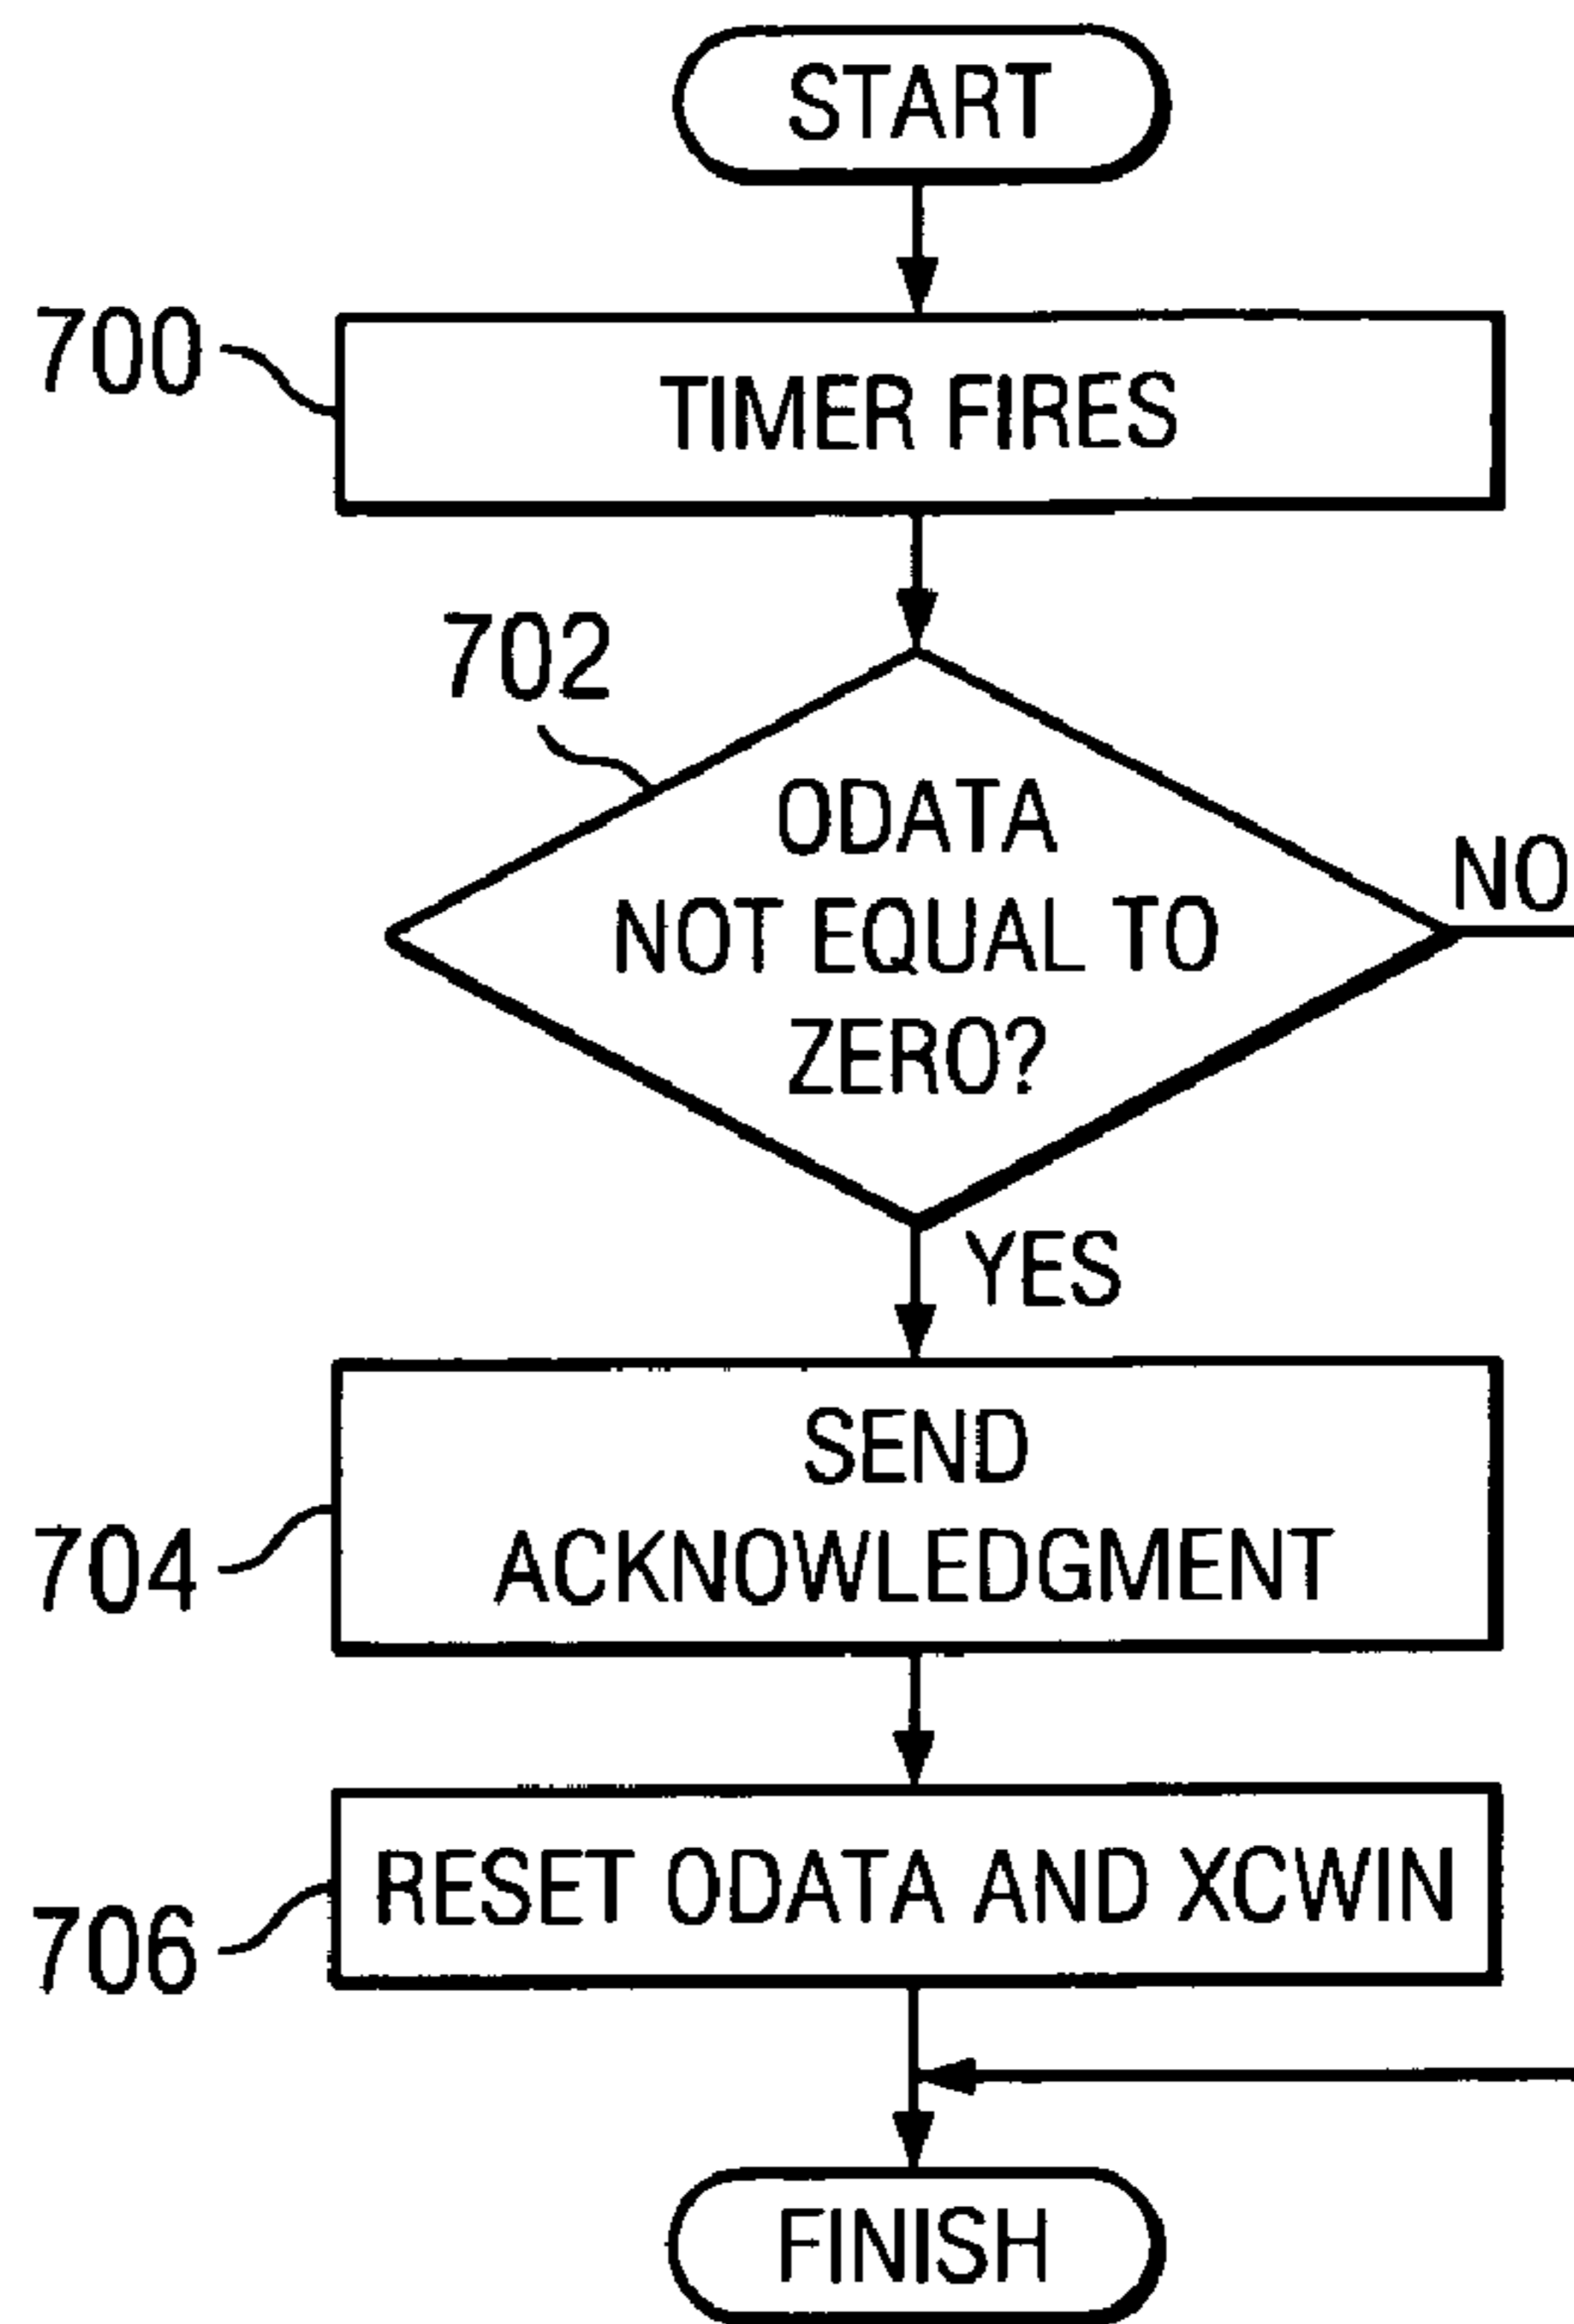 START
700
TIMER FIRES
702
ODATA
NOT EQUAL TO
ZERO?
NO
YES
SEND
ACKNOWLEDGMENT
704
RESET ODATA AND XCWIN
706
FINISH